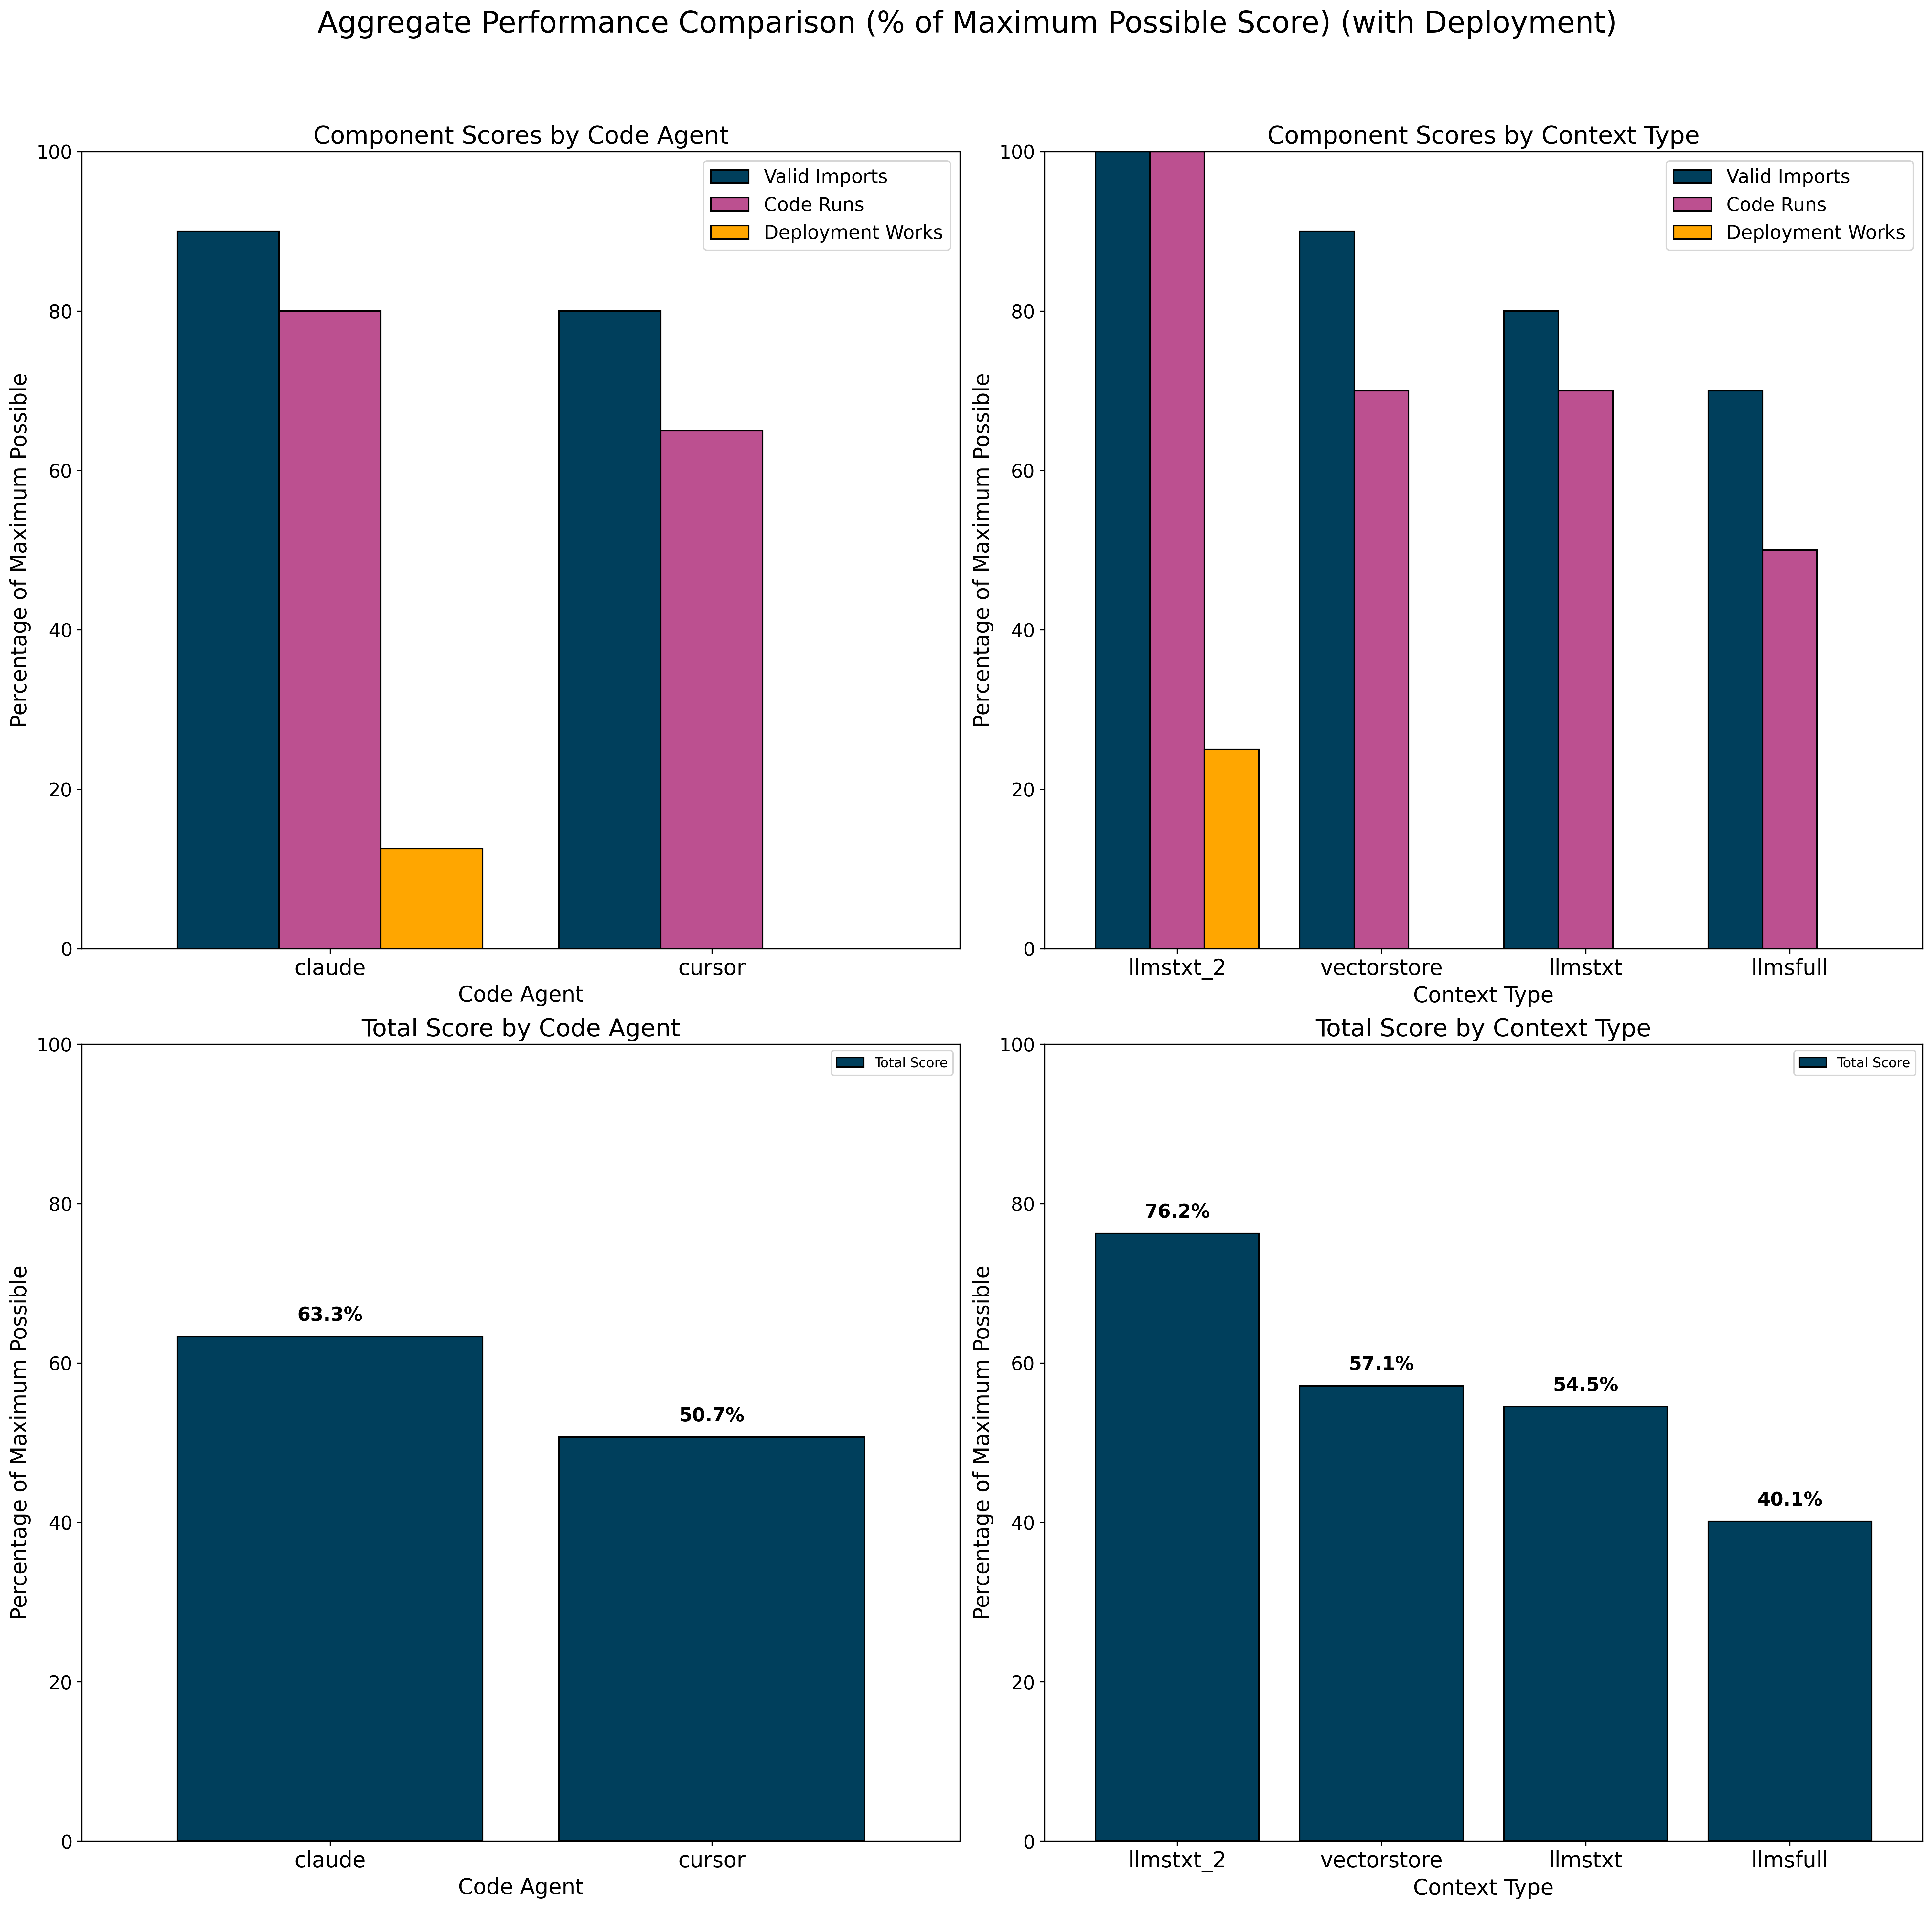 Aggregate Performance Comparison (% of Maximum Possible Score) (with Deployment)
Component Scores by Code Agent
100
80
60
40
20
0
Percentage of Maximum Possible
Valid Imports
Code Runs
Deployment Works
claude
cursor
Code Agent
Component Scores by Context Type
100
80
60
40
20
0
Percentage of Maximum Possible
Valid Imports
Code Runs
Deployment Works
llmstxt_2
vectorstore
llmstxt
llmsfull
Context Type
Total Score by Code Agent
100
80
60
40
20
0
Percentage of Maximum Possible
Total Score
63.3%
50.7%
claude
cursor
Code Agent
Total Score by Context Type
100
80
60
40
20
0
Percentage of Maximum Possible
Total Score
76.2%
57.1%
54.5%
40.1%
llmstxt_2
vectorstore
llmstxt
llmsfull
Context Type